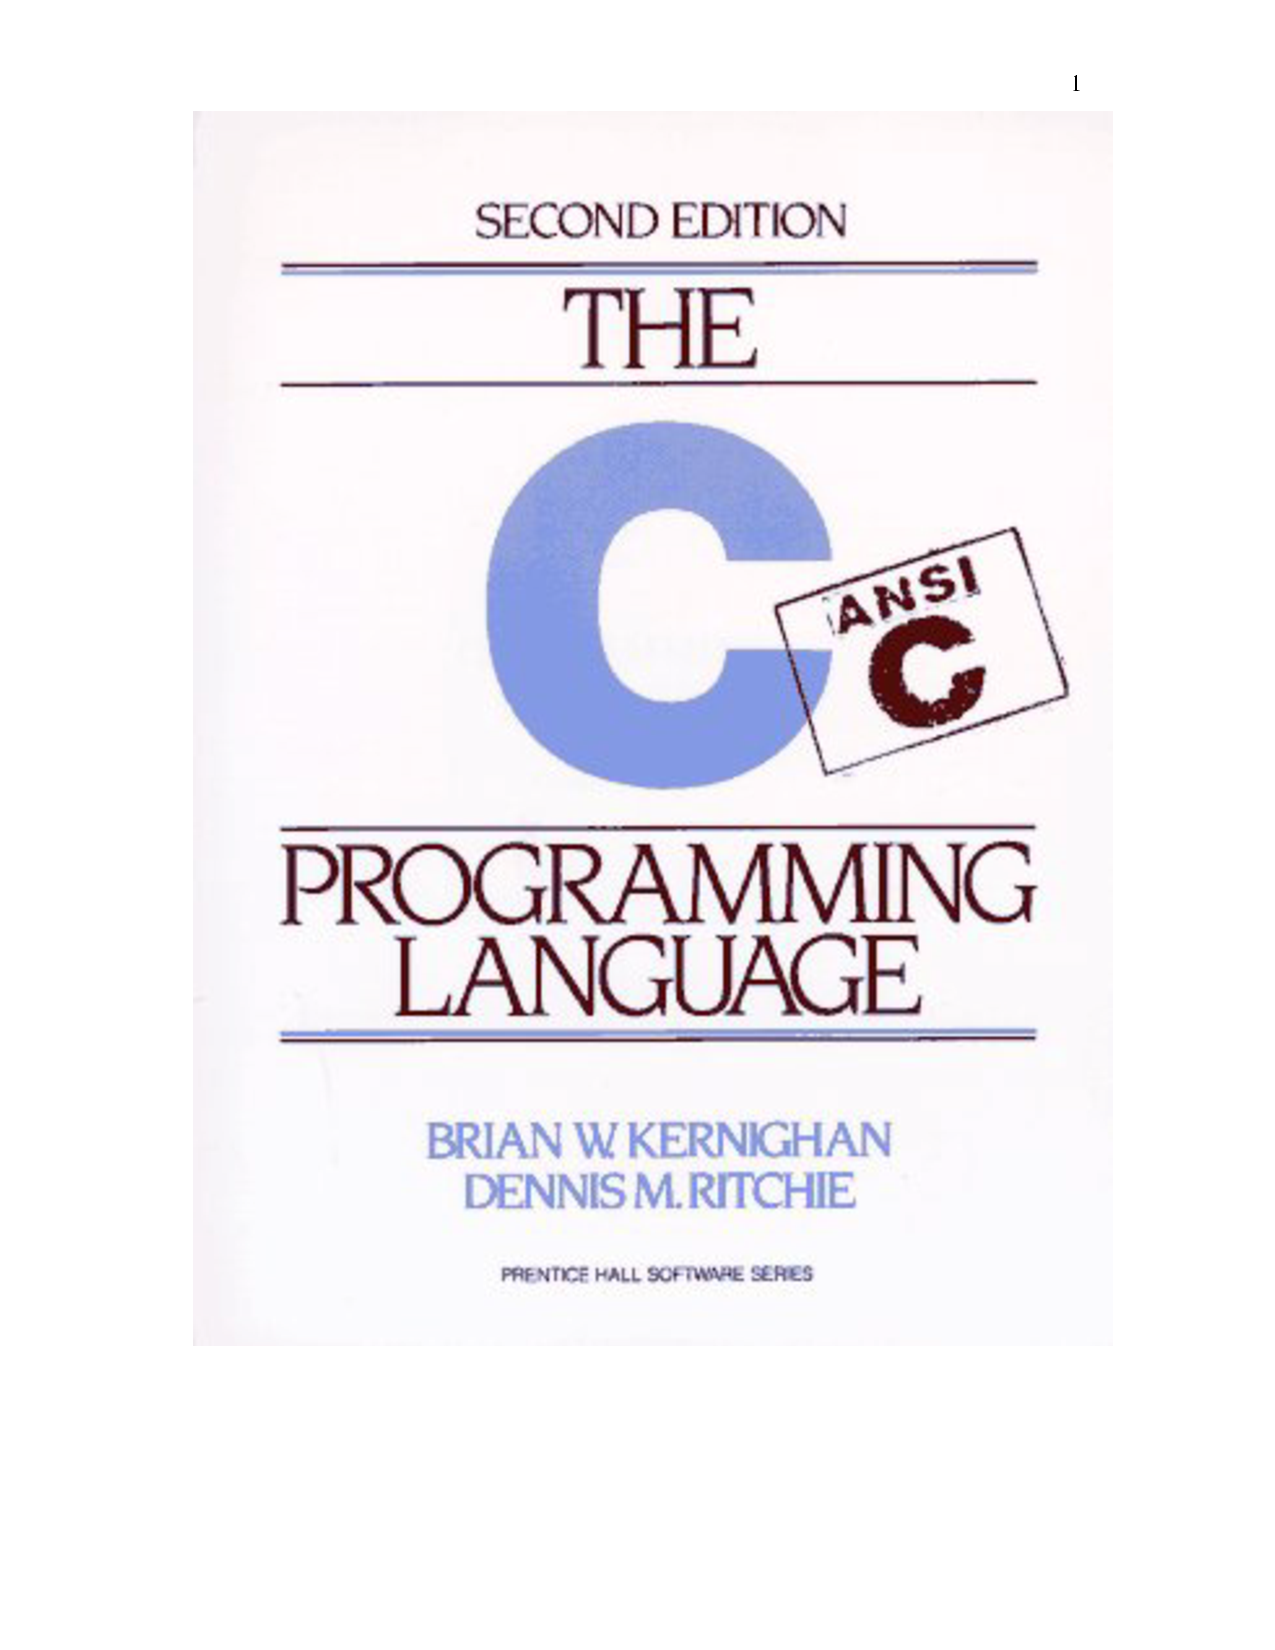 1
SECOND EDITION
THE
C
ANSI
C
PROGRAMMING
LANGUAGE
BRIAN W. KERNIGHAN
DENNIS M. RITCHIE
PRENTICE HALL SOFTWARE SERIES